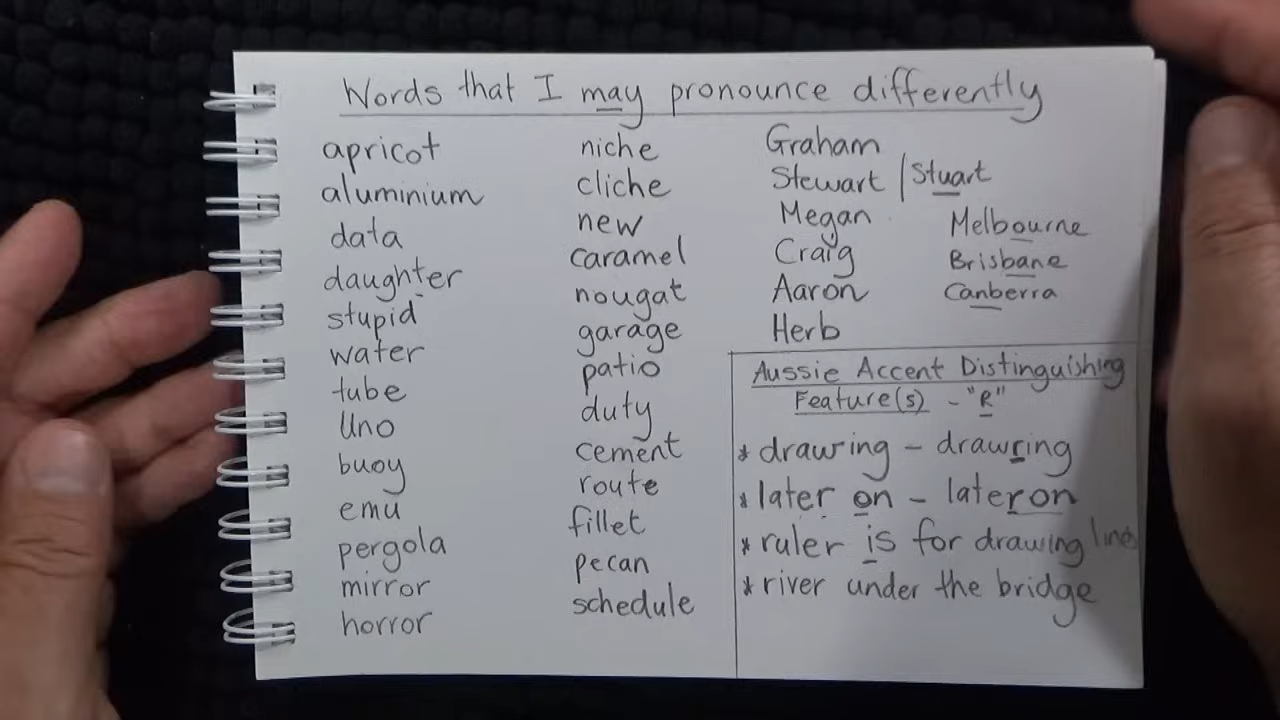 Words that I may pronounce differently
apricot
aluminium
data
daughter
stupid
water
tube
Uno
buoy
emu
pergola
mirror
horror
niche
cliche
new
caramel
nougat
garage
patio
duty
cement
route
fillet
pecan
schedule
Graham
Stewart / Stuart
Megan
Craig
Aaron
Herb
Melbourne
Brisbane
Canberra
Aussie Accent Distinguishing
Feature(s) - "R"
* drawing - drawring
* later on - lateron
* ruler is for drawing lines
* river under the bridge